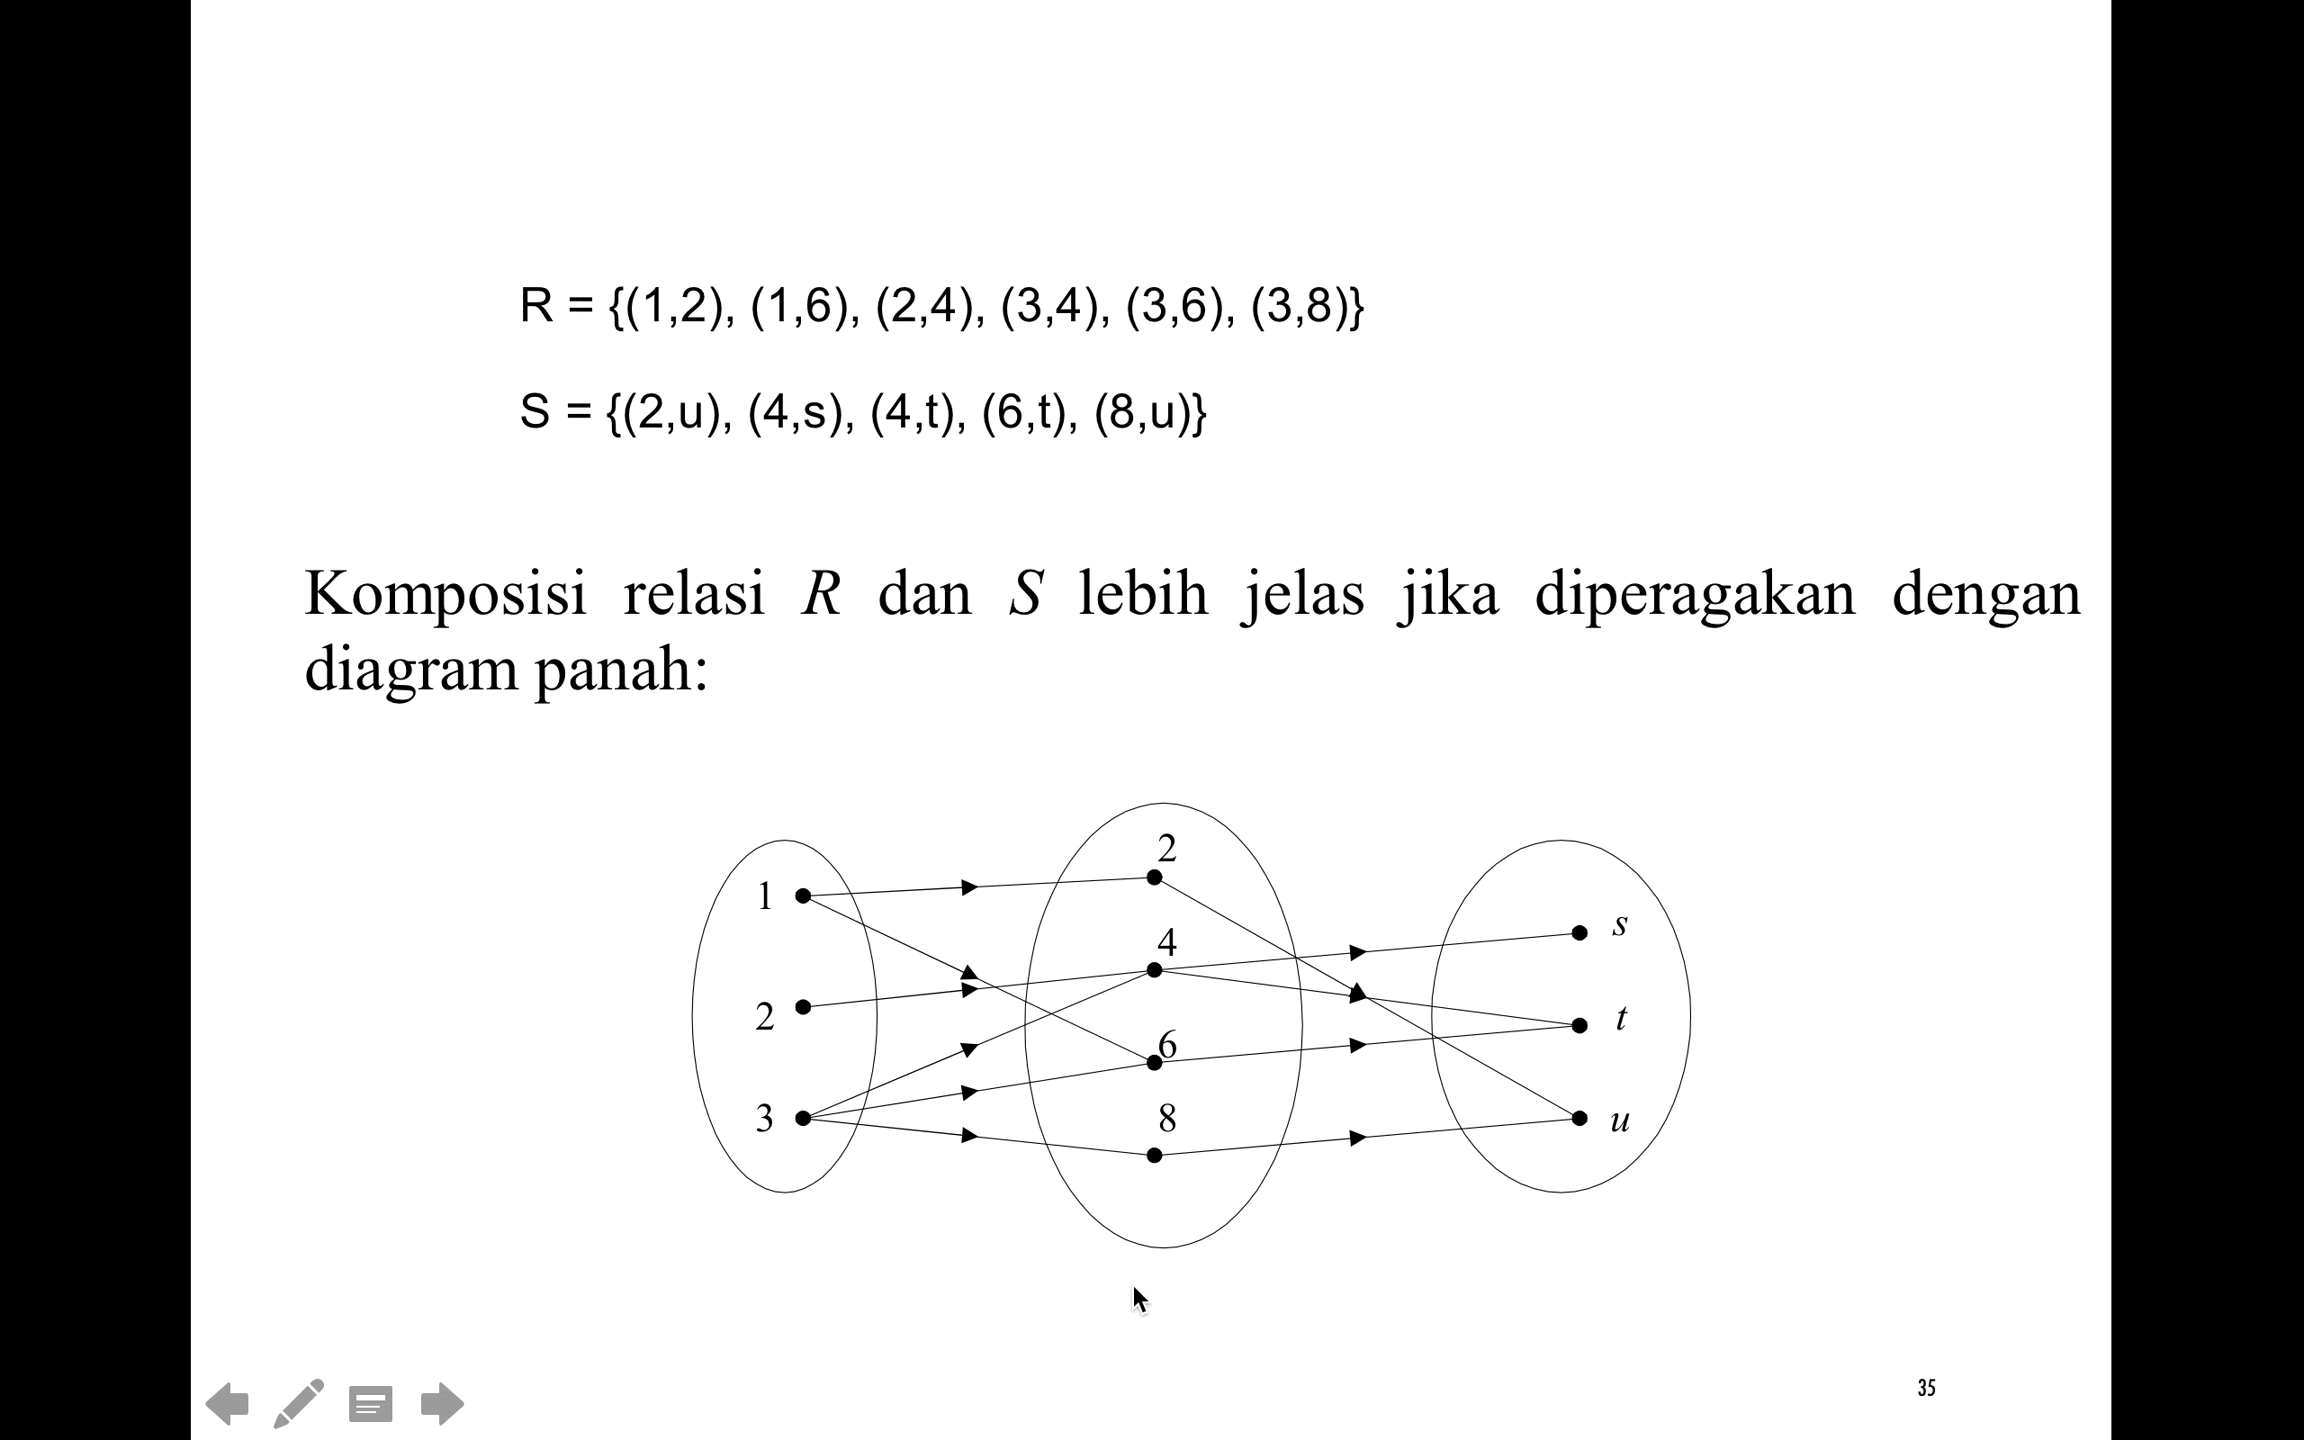 R = {(1,2), (1,6), (2,4), (3,4), (3,6), (3,8)}
S = {(2,u), (4,s), (4,t), (6,t), (8,u)}
Komposisi relasi R dan S lebih jelas jika diperagakan dengan
diagram panah:
1
2
3
2
4
6
8
s
t
u
35